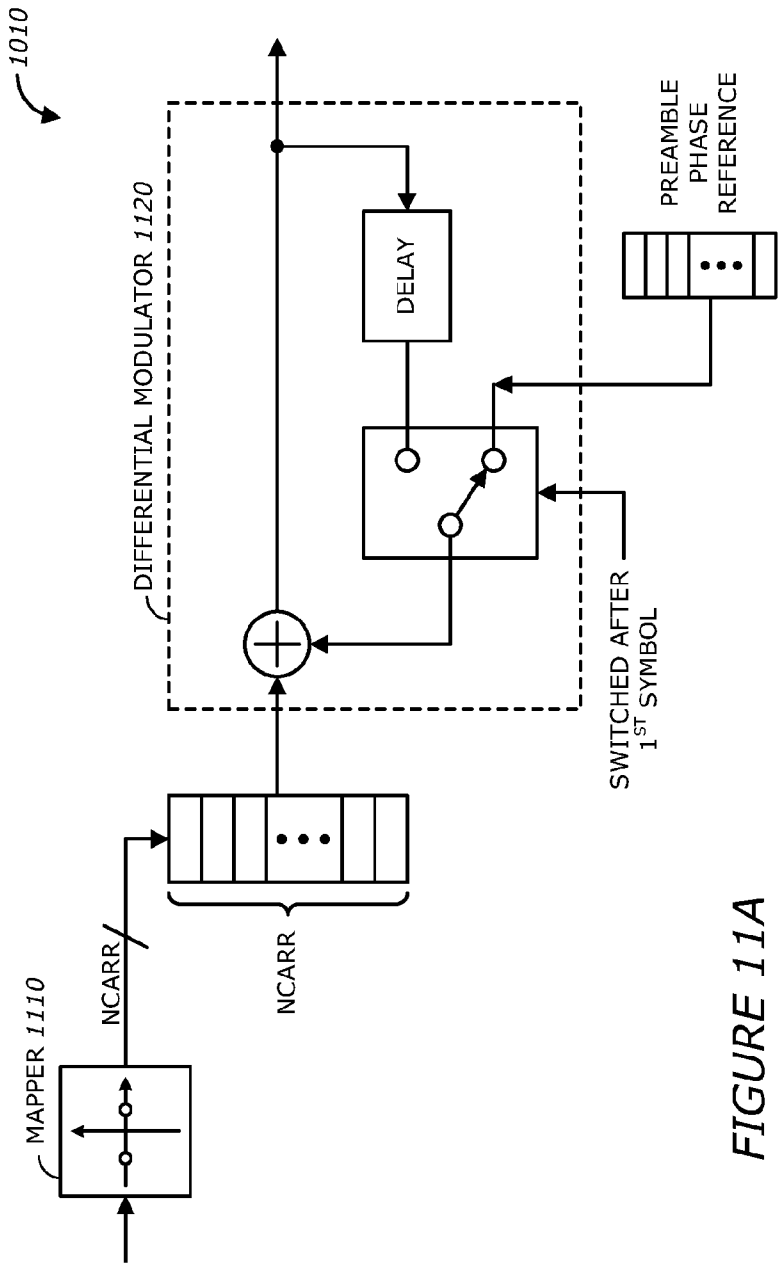 1010
MAPPER 1110
NCARR
NCARR
DIFFERENTIAL MODULATOR 1120
DELAY
SWITCHED AFTER
1ST SYMBOL
PREAMBLE
PHASE
REFERENCE
FIGURE 11A